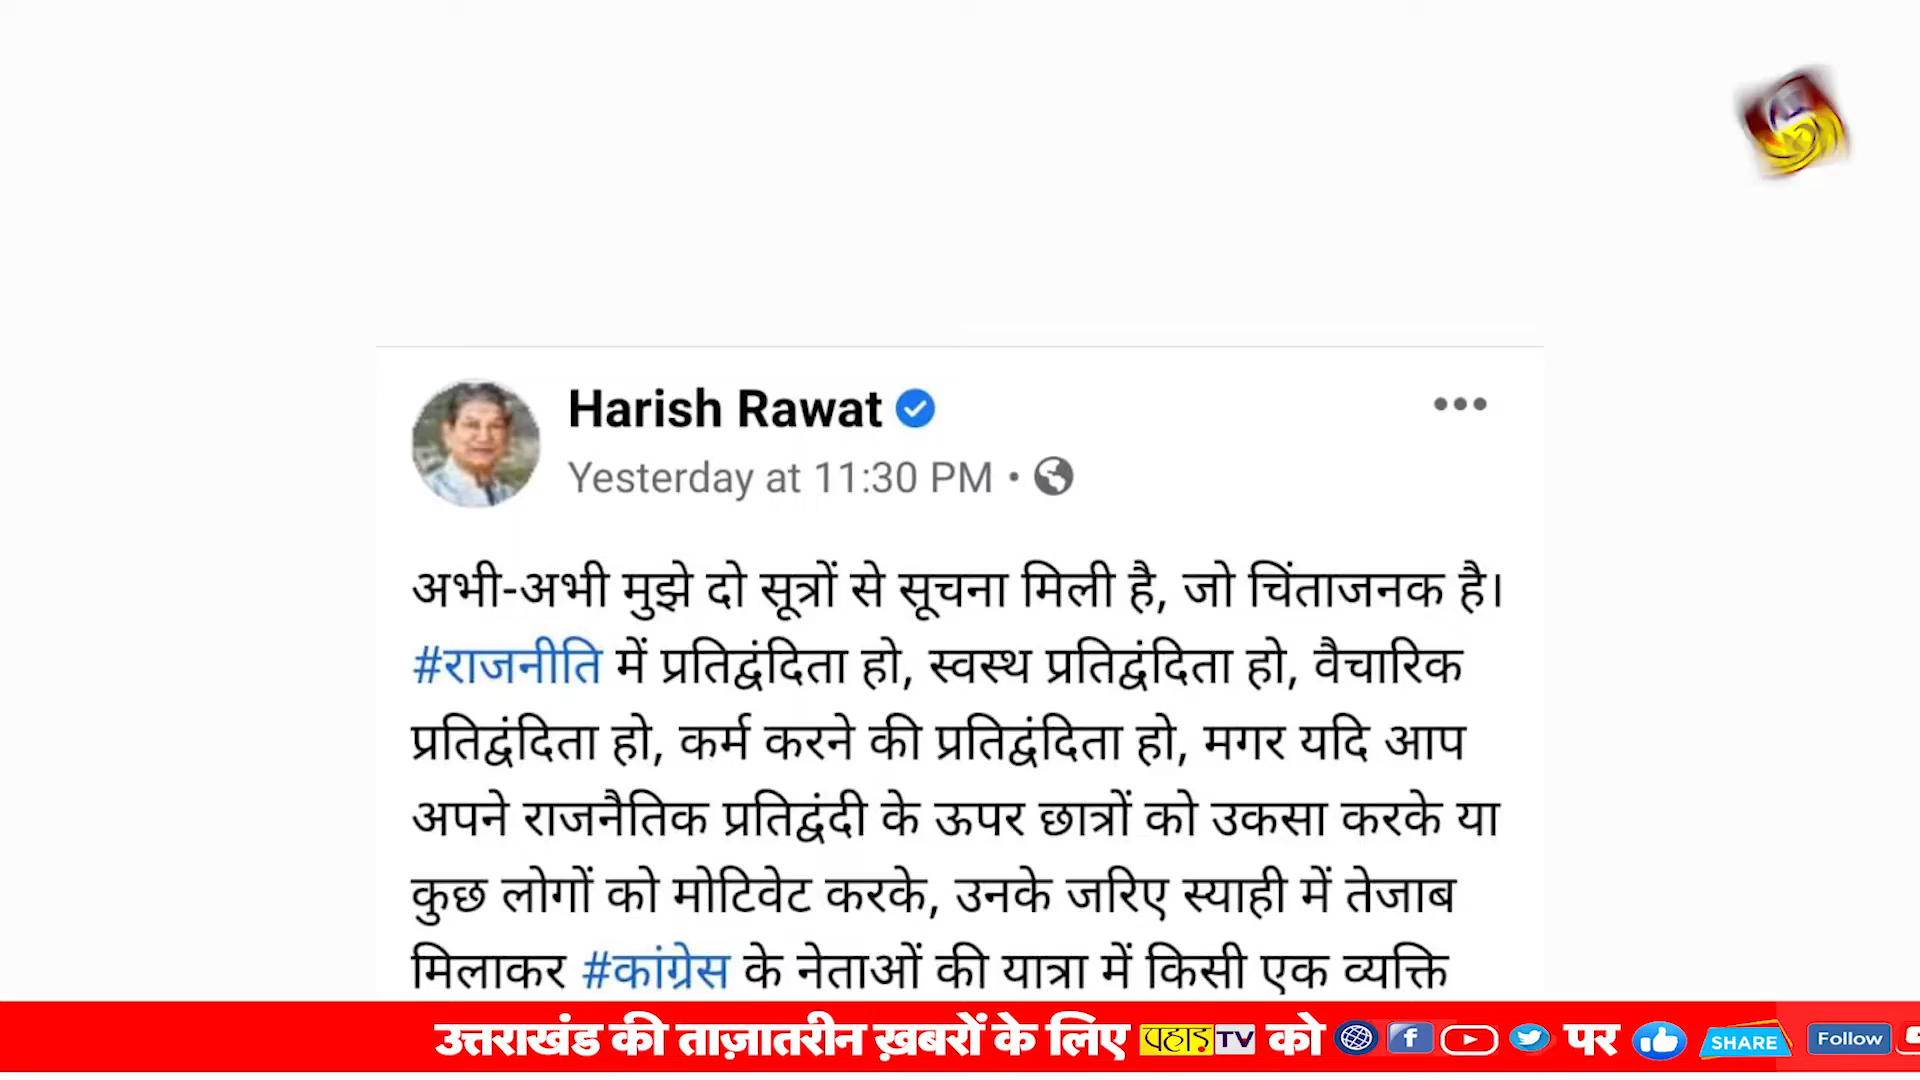 Harish Rawat
Yesterday at 11:30 PM •
अभी-अभी मुझे दो सूत्रों से सूचना मिली है, जो चिंताजनक है।
#राजनीति में प्रतिद्वंदिता हो, स्वस्थ प्रतिद्वंदिता हो, वैचारिक
प्रतिद्वंदिता हो, कर्म करने की प्रतिद्वंदिता हो, मगर यदि आप
अपने राजनैतिक प्रतिद्वंदी के ऊपर छात्रों को उकसा करके या
कुछ लोगों को मोटिवेट करके, उनके जरिए स्याही में तेजाब
मिलाकर #कांग्रेस के नेताओं की यात्रा में किसी एक व्यक्ति
उत्तराखंड की ताज़ातरीन ख़बरों के लिए पहाड़ TV को पर SHARE Follow